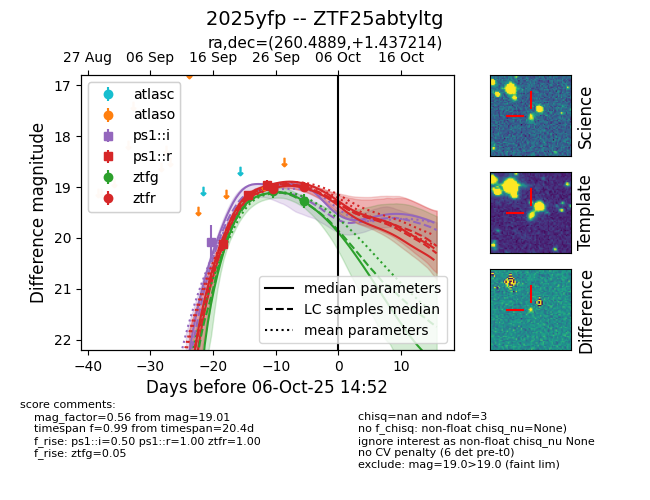 2025yfp -- ZTF25abtyltg
ra,dec=(260.4889,+1.437214)
27 Aug 06 Sep 16 Sep 26 Sep 06 Oct 16 Oct
17
18
19
20
21
22
Difference magnitude
atlasc
atlaso
ps1::i
ps1::r
ztfg
ztfr
median parameters
LC samples median
mean parameters
−40 −30 −20 −10 0 10
Days before 06-Oct-25 14:52
Science
Template
Difference
score comments:
mag_factor=0.56 from mag=19.01
timespan f=0.99 from timespan=20.4d
f_rise: ps1::i=0.50 ps1::r=1.00 ztfr=1.00
f_rise: ztfg=0.05
chisq=nan and ndof=3
no f_chisq: non-float chisq_nu=None)
ignore interest as non-float chisq_nu None
no CV penalty (6 det pre-t0)
exclude: mag=19.0>19.0 (faint lim)